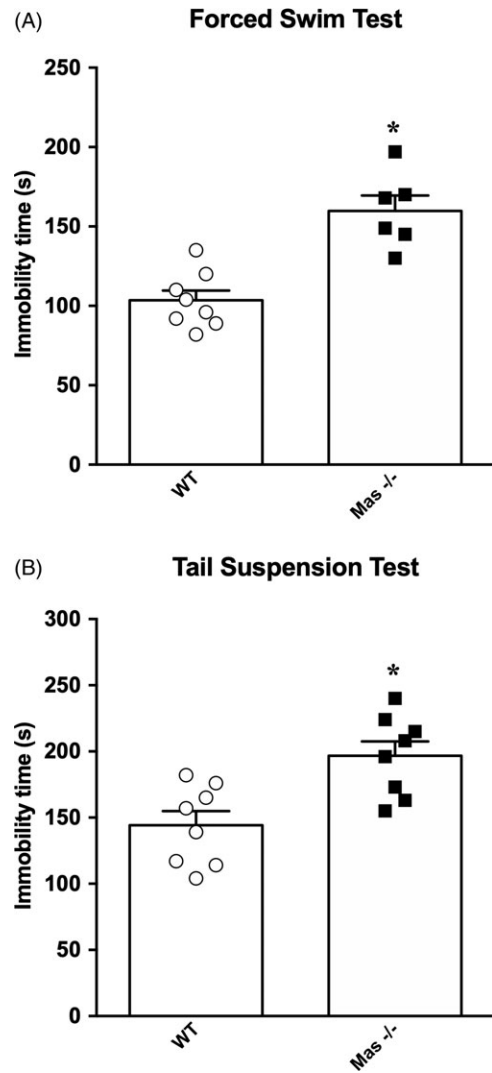 (A)
Forced Swim Test
Immobility time (s)
250
200
150
100
50
0
*
WT
Mas -/-
(B)
Tail Suspension Test
Immobility time (s)
300
250
200
150
100
50
0
*
WT
Mas -/-